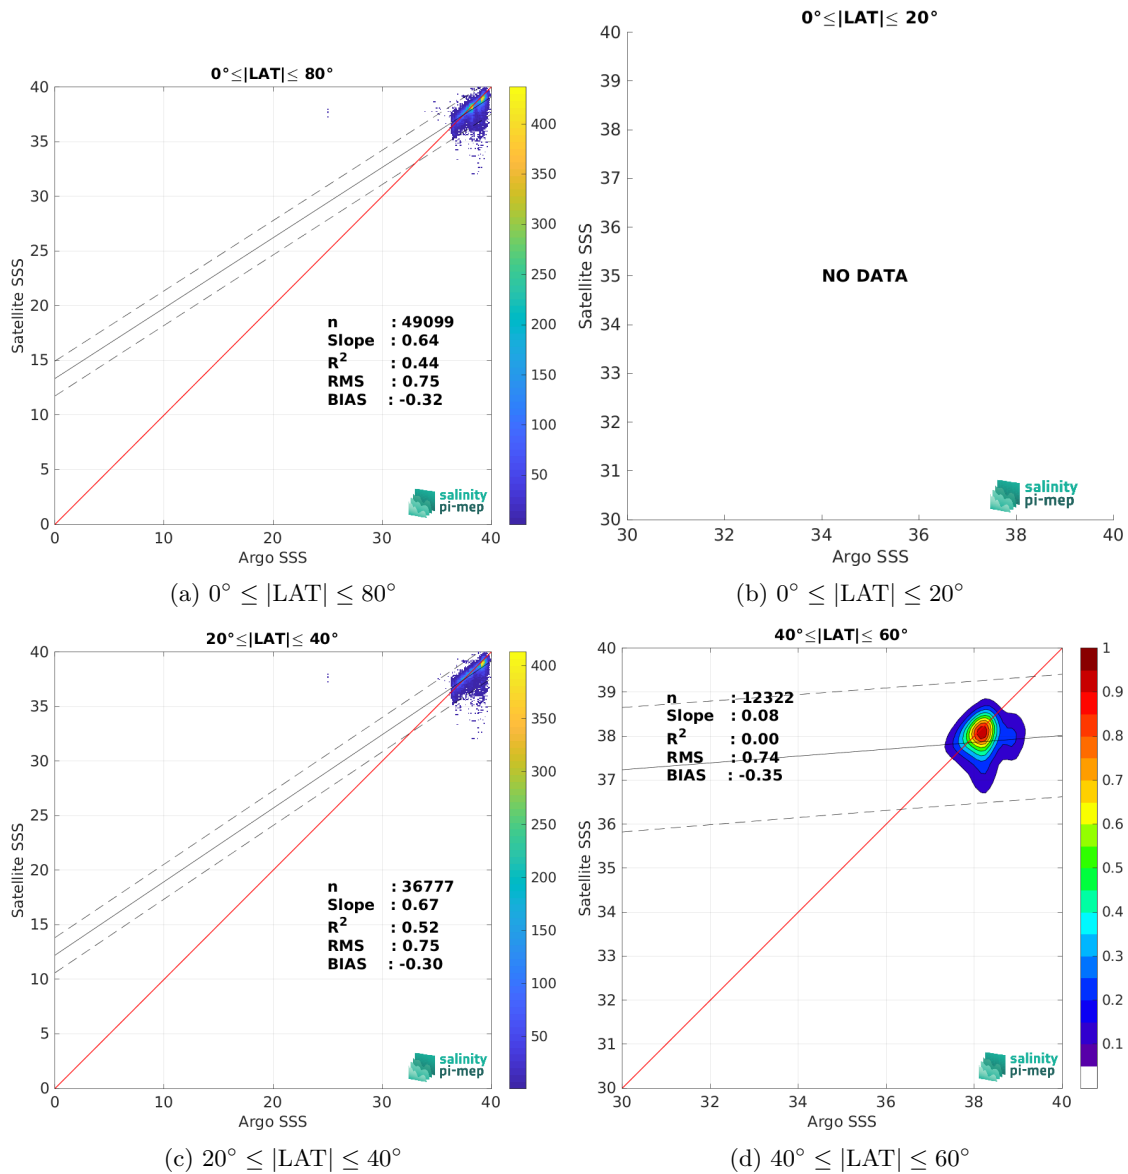 0°≤|LAT|≤ 80°
40
35
30
25
20
15
10
5
0
Satellite SSS
n : 49099
Slope : 0.64
R² : 0.44
RMS : 0.75
BIAS : -0.32
salinity
pi-mep
0 10 20 30 40
Argo SSS
400
350
300
250
200
150
100
50
(a) 0° ≤ |LAT| ≤ 80°
0°≤|LAT|≤ 20°
40
39
38
37
36
35
34
33
32
31
30
Satellite SSS
NO DATA
salinity
pi-mep
30 32 34 36 38 40
Argo SSS
(b) 0° ≤ |LAT| ≤ 20°
20°≤|LAT|≤ 40°
40
35
30
25
20
15
10
5
0
Satellite SSS
n : 36777
Slope : 0.67
R² : 0.52
RMS : 0.75
BIAS : -0.30
salinity
pi-mep
0 10 20 30 40
Argo SSS
400
350
300
250
200
150
100
50
(c) 20° ≤ |LAT| ≤ 40°
40°≤|LAT|≤ 60°
40
39
38
37
36
35
34
33
32
31
30
Satellite SSS
n : 12322
Slope : 0.08
R² : 0.00
RMS : 0.74
BIAS : -0.35
salinity
pi-mep
30 32 34 36 38 40
Argo SSS
1
0.9
0.8
0.7
0.6
0.5
0.4
0.3
0.2
0.1
(d) 40° ≤ |LAT| ≤ 60°